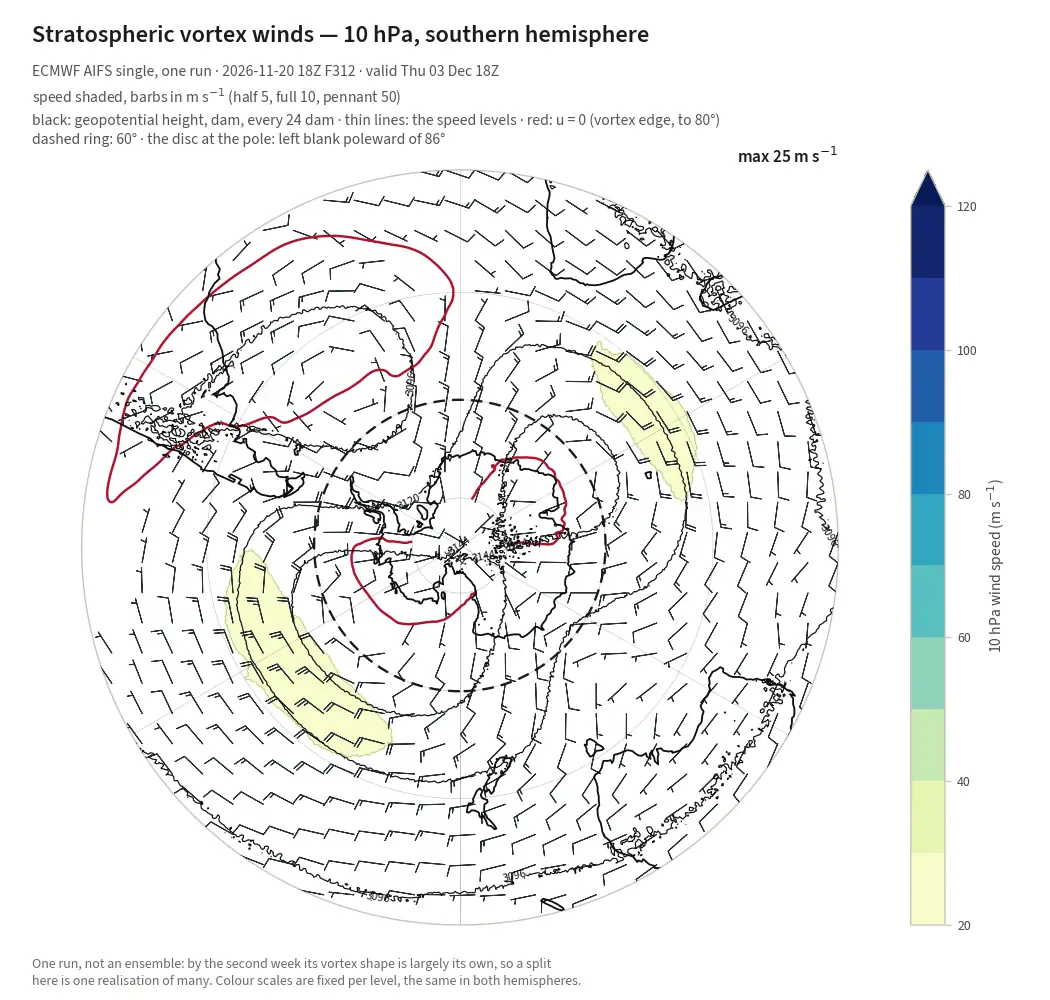 Stratospheric vortex winds — 10 hPa, southern hemisphere
ECMWF AIFS single, one run · 2026-11-20 18Z F312 · valid Thu 03 Dec 18Z
speed shaded, barbs in m s⁻¹ (half 5, full 10, pennant 50)
black: geopotential height, dam, every 24 dam · thin lines: the speed levels · red: u = 0 (vortex edge, to 80°)
dashed ring: 60° · the disc at the pole: left blank poleward of 86°
max 25 m s⁻¹
120
100
80
60
40
20
10 hPa wind speed (m s⁻¹)
3096
3096
3120
3096
3144
3144
3096
3096
One run, not an ensemble: by the second week its vortex shape is largely its own, so a split
here is one realisation of many. Colour scales are fixed per level, the same in both hemispheres.